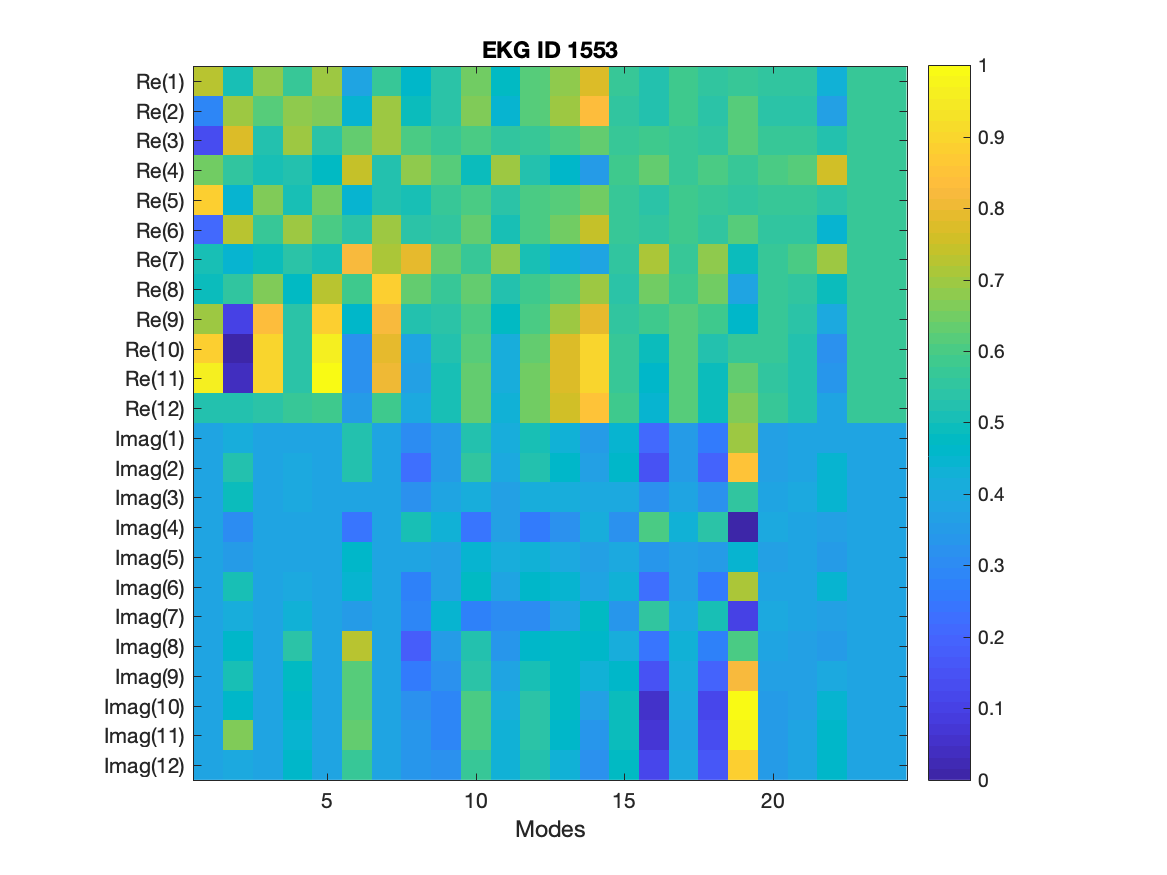 EKG ID 1553
Re(1)
Re(2)
Re(3)
Re(4)
Re(5)
Re(6)
Re(7)
Re(8)
Re(9)
Re(10)
Re(11)
Re(12)
Imag(1)
Imag(2)
Imag(3)
Imag(4)
Imag(5)
Imag(6)
Imag(7)
Imag(8)
Imag(9)
Imag(10)
Imag(11)
Imag(12)
5 10 15 20
Modes
1
0.9
0.8
0.7
0.6
0.5
0.4
0.3
0.2
0.1
0